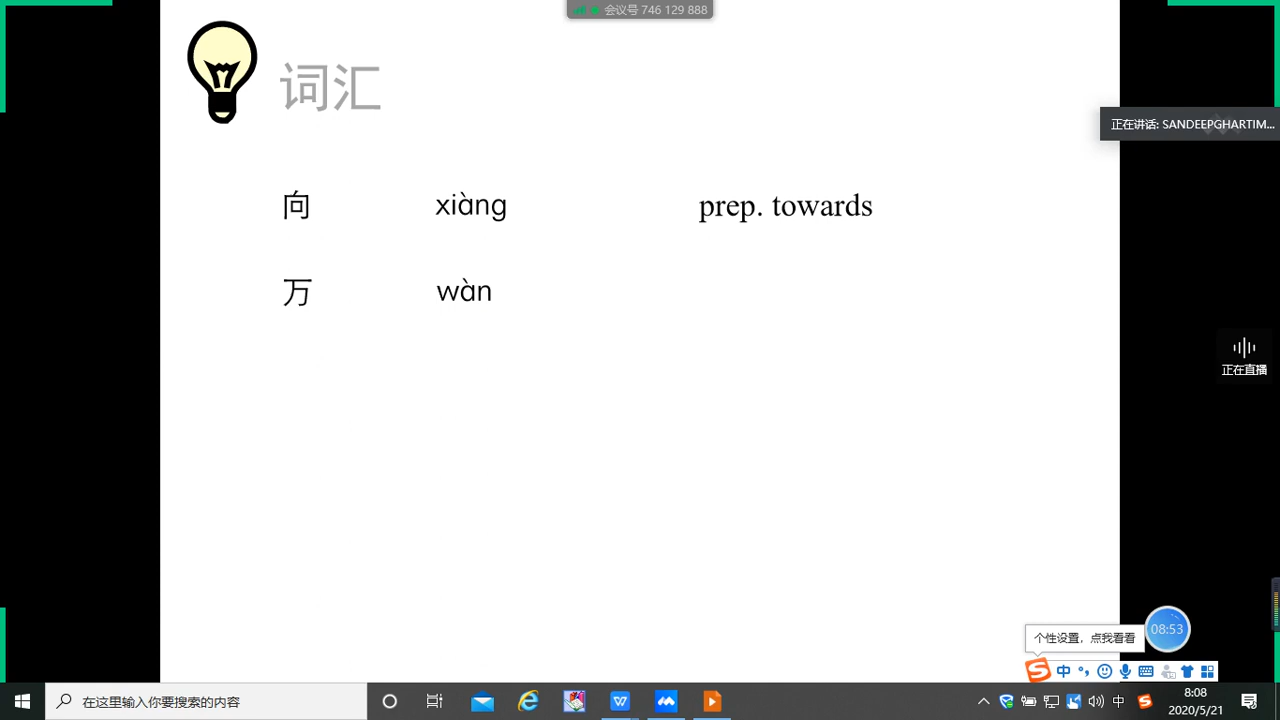 会议号 746 129 888
词汇
正在讲话: SANDEEPGHARTIM...
向 xiàng prep. towards
万 wàn
正在直播
08:53
个性设置，点我看看
中
在这里输入你要搜索的内容
中
8:08
2020/5/21